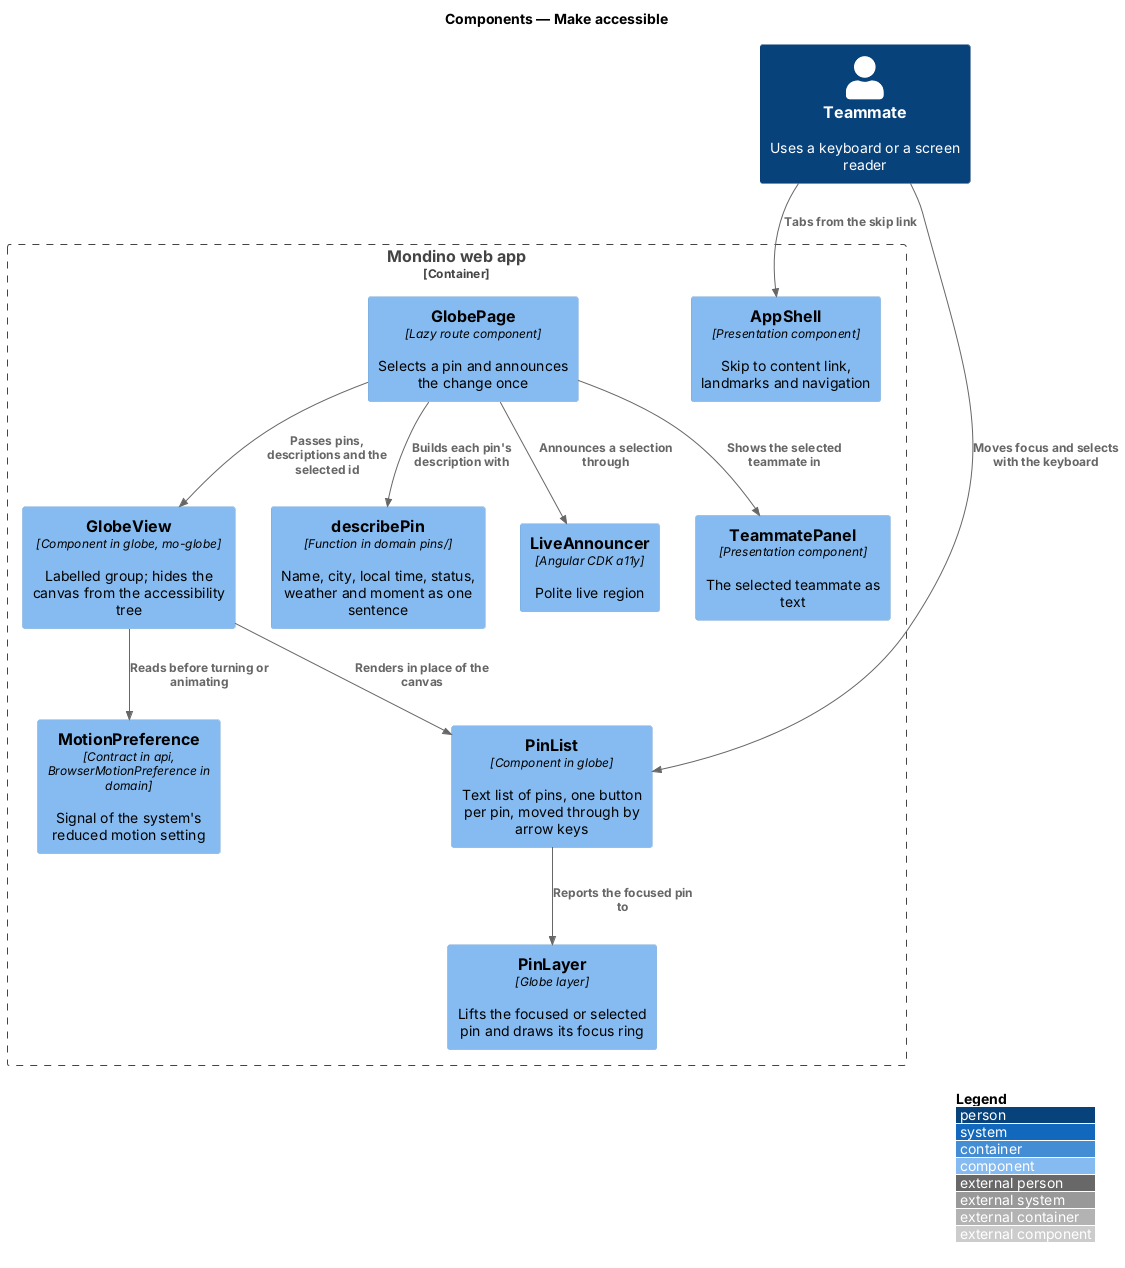 Components — Make accessible
Teammate
Uses a keyboard or a screen
reader
Tabs from the skip link
Mondino web app
[Container]
GlobePage
[Lazy route component]
Selects a pin and announces
the change once
AppShell
[Presentation component]
Skip to content link,
landmarks and navigation
Passes pins,
descriptions and the
selected id
Builds each pin's
description with
Announces a selection
through
Shows the selected
teammate in
Moves focus and selects
with the keyboard
GlobeView
[Component in globe, mo-globe]
Labelled group; hides the
canvas from the accessibility
tree
describePin
[Function in domain pins/]
Name, city, local time, status,
weather and moment as one
sentence
LiveAnnouncer
[Angular CDK a11y]
Polite live region
TeammatePanel
[Presentation component]
The selected teammate as
text
Reads before turning or
animating
Renders in place of the
canvas
MotionPreference
[Contract in api,
BrowserMotionPreference in
domain]
Signal of the system's
reduced motion setting
PinList
[Component in globe]
Text list of pins, one button
per pin, moved through by
arrow keys
Reports the focused pin
to
PinLayer
[Globe layer]
Lifts the focused or selected
pin and draws its focus ring
Legend
person
system
container
component
external person
external system
external container
external component